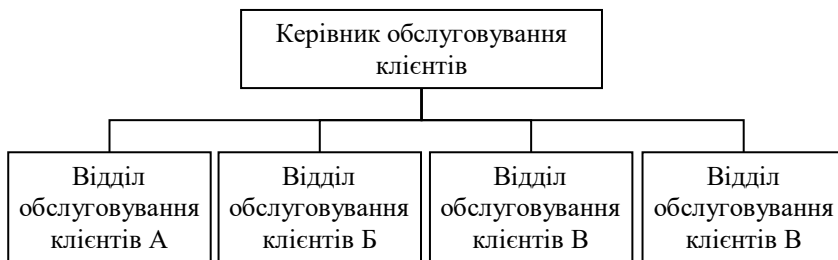 Керівник обслуговування
клієнтів
Відділ
обслуговування
клієнтів А
Відділ
обслуговування
клієнтів Б
Відділ
обслуговування
клієнтів В
Відділ
обслуговування
клієнтів В